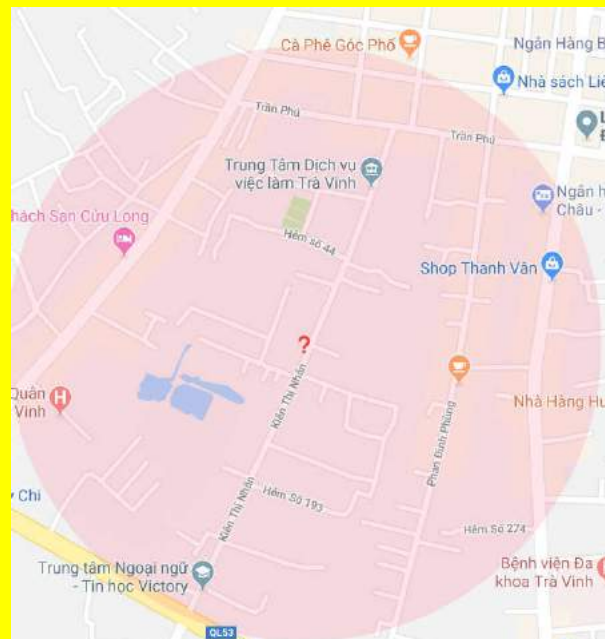 Cà Phê Góc Phố
Ngân Hàng B
Nhà sách Liê
Trần Phú
Trần Phú
L
Đ
Trung Tâm Dịch vụ
việc làm Trà Vinh
Ngân h
Châu -
hách Sạn Cửu Long
Hẻm số 44
Shop Thanh Vân
?
Kiên Thị Nhẫn
Quân
Vinh
H
Nhà Hàng Hu
Phan Đình Phùng
Hẻm Số 193
Kiên Thị Nhẫn
y Chi
Hẻm Số 274
Trung tâm Ngoại ngữ
- Tin học Victory
Bệnh viện Đa
khoa Trà Vinh
H
QL53